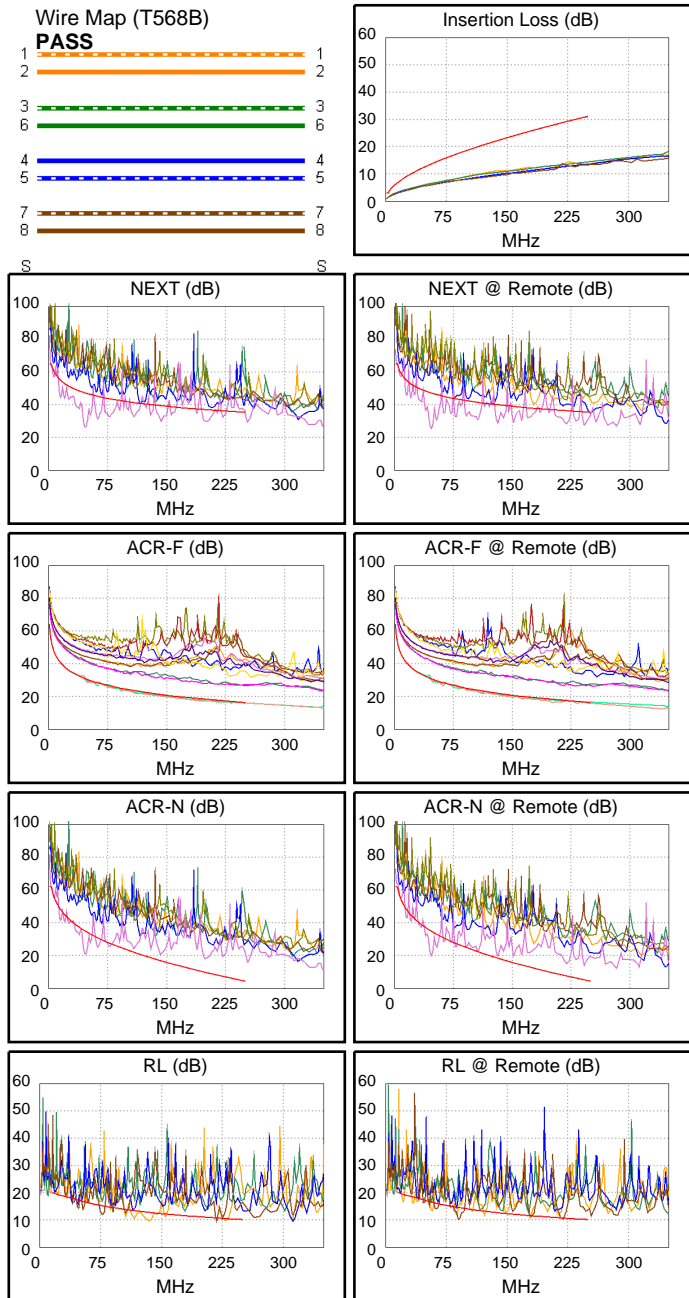 Wire Map (T568B)
PASS
1 1
2 2
3 3
6 6
4 4
5 5
7 7
8 8
S S
Insertion Loss (dB)
60
50
40
30
20
10
0
0 75 150 225 300
MHz
NEXT (dB)
100
80
60
40
20
0
0 75 150 225 300
MHz
NEXT @ Remote (dB)
100
80
60
40
20
0
0 75 150 225 300
MHz
ACR-F (dB)
100
80
60
40
20
0
0 75 150 225 300
MHz
ACR-F @ Remote (dB)
100
80
60
40
20
0
0 75 150 225 300
MHz
ACR-N (dB)
100
80
60
40
20
0
0 75 150 225 300
MHz
ACR-N @ Remote (dB)
100
80
60
40
20
0
0 75 150 225 300
MHz
RL (dB)
60
50
40
30
20
10
0
0 75 150 225 300
MHz
RL @ Remote (dB)
60
50
40
30
20
10
0
0 75 150 225 300
MHz